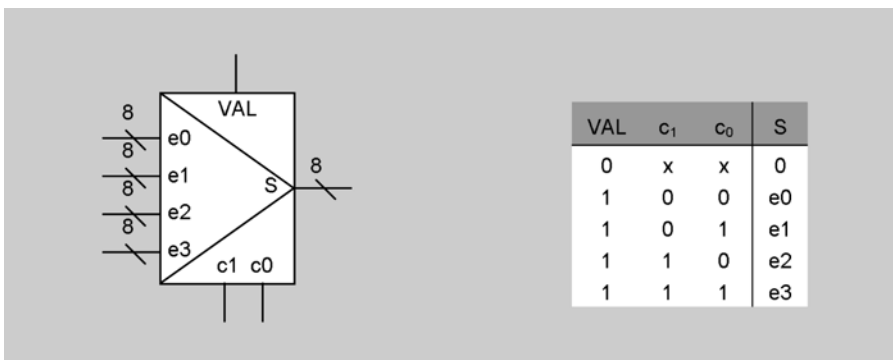 VAL
8
e0
8
e1
8
e2
8
e3
S
8
c1 c0
VAL c₁ c₀ S
0 x x 0
1 0 0 e0
1 0 1 e1
1 1 0 e2
1 1 1 e3